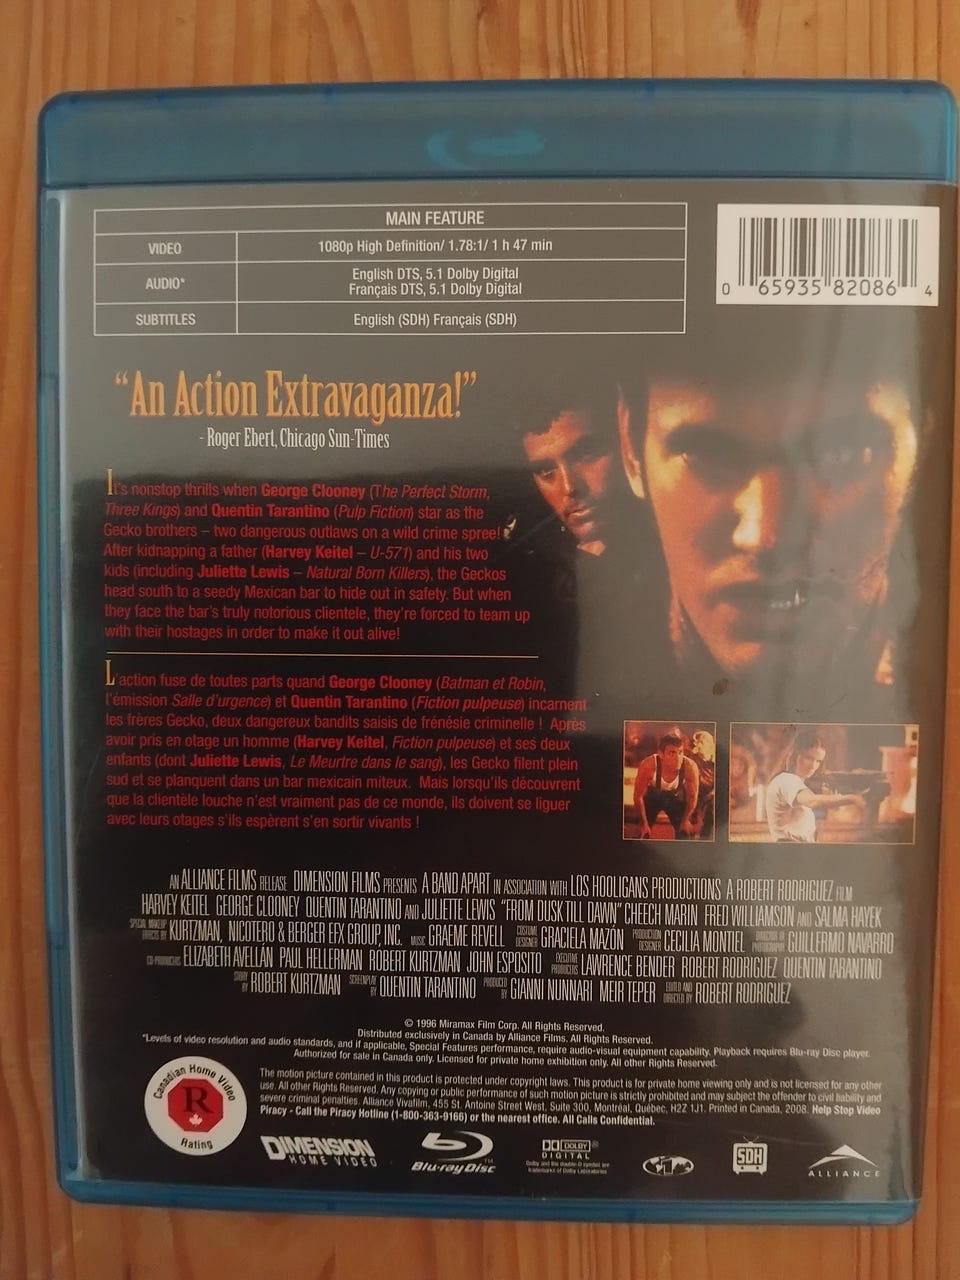 MAIN FEATURE
VIDEO 1080p High Definition/ 1.78:1/ 1 h 47 min
AUDIO* English DTS, 5.1 Dolby Digital
Français DTS, 5.1 Dolby Digital
SUBTITLES English (SDH) Français (SDH)
0 65935 82086 4
“An Action Extravaganza!”
- Roger Ebert, Chicago Sun-Times
It's nonstop thrills when George Clooney (The Perfect Storm,
Three Kings) and Quentin Tarantino (Pulp Fiction) star as the
Gecko brothers – two dangerous outlaws on a wild crime spree!
After kidnapping a father (Harvey Keitel – U-571) and his two
kids (including Juliette Lewis – Natural Born Killers), the Geckos
head south to a seedy Mexican bar to hide out in safety. But when
they face the bar's truly notorious clientele, they're forced to team up
with their hostages in order to make it out alive!
L'action fuse de toutes parts quand George Clooney (Batman et Robin,
l'émission Salle d'urgence) et Quentin Tarantino (Fiction pulpeuse) incarnent
les frères Gecko, deux dangereux bandits saisis de frénésie criminelle ! Après
avoir pris en otage un homme (Harvey Keitel, Fiction pulpeuse) et ses deux
enfants (dont Juliette Lewis, Le Meurtre dans le sang), les Gecko filent plein
sud et se planquent dans un bar mexicain miteux. Mais lorsqu'ils découvrent
que la clientèle louche n'est vraiment pas de ce monde, ils doivent se liguer
avec leurs otages s'ils espèrent s'en sortir vivants !
AN ALLIANCE FILMS RELEASE DIMENSION FILMS PRESENTS A BAND APART IN ASSOCIATION WITH LOS HOOLIGANS PRODUCTIONS A ROBERT RODRIGUEZ FILM
HARVEY KEITEL GEORGE CLOONEY QUENTIN TARANTINO AND JULIETTE LEWIS “FROM DUSK TILL DAWN” CHEECH MARIN FRED WILLIAMSON AND SALMA HAYEK
SPECIAL MAKEUP EFFECTS BY KURTZMAN, NICOTERO & BERGER EFX GROUP, INC. MUSIC GRAEME REVELL COSTUME DESIGNER GRACIELA MAZÓN PRODUCTION DESIGNER CECILIA MONTIEL DIRECTOR OF PHOTOGRAPHY GUILLERMO NAVARRO
CO-PRODUCERS ELIZABETH AVELLÁN PAUL HELLERMAN ROBERT KURTZMAN JOHN ESPOSITO EXECUTIVE PRODUCERS LAWRENCE BENDER ROBERT RODRIGUEZ QUENTIN TARANTINO
STORY BY ROBERT KURTZMAN SCREENPLAY BY QUENTIN TARANTINO PRODUCED BY GIANNI NUNNARI MEIR TEPER EDITED AND DIRECTED BY ROBERT RODRIGUEZ
© 1996 Miramax Film Corp. All Rights Reserved.
Distributed exclusively in Canada by Alliance Films. All Rights Reserved.
*Levels of video resolution and audio standards, and if applicable, Special Features performance, require audio-visual equipment capability. Playback requires Blu-ray Disc player.
Authorized for sale in Canada only. Licensed for private home exhibition only. All other Rights Reserved.
The motion picture contained in this product is protected under copyright laws. This product is for private home viewing only and is not licensed for any other
use. All other Rights Reserved. Any copying or public performance of such motion picture is strictly prohibited and may subject the offender to civil liability and
severe criminal penalties. Alliance Vivafilm, 455 St. Antoine Street West, Suite 300, Montréal, Québec, H2Z 1J1. Printed in Canada, 2008. Help Stop Video
Piracy - Call the Piracy Hotline (1-800-363-9166) or the nearest office. All Calls Confidential.
Canadian Home Video
R
Rating
DIMENSION
HOME VIDEO
Blu-ray Disc
TM
DOLBY
DIGITAL
Dolby and the double-D symbol are
trademarks of Dolby Laboratories
SDH
ALLIANCE